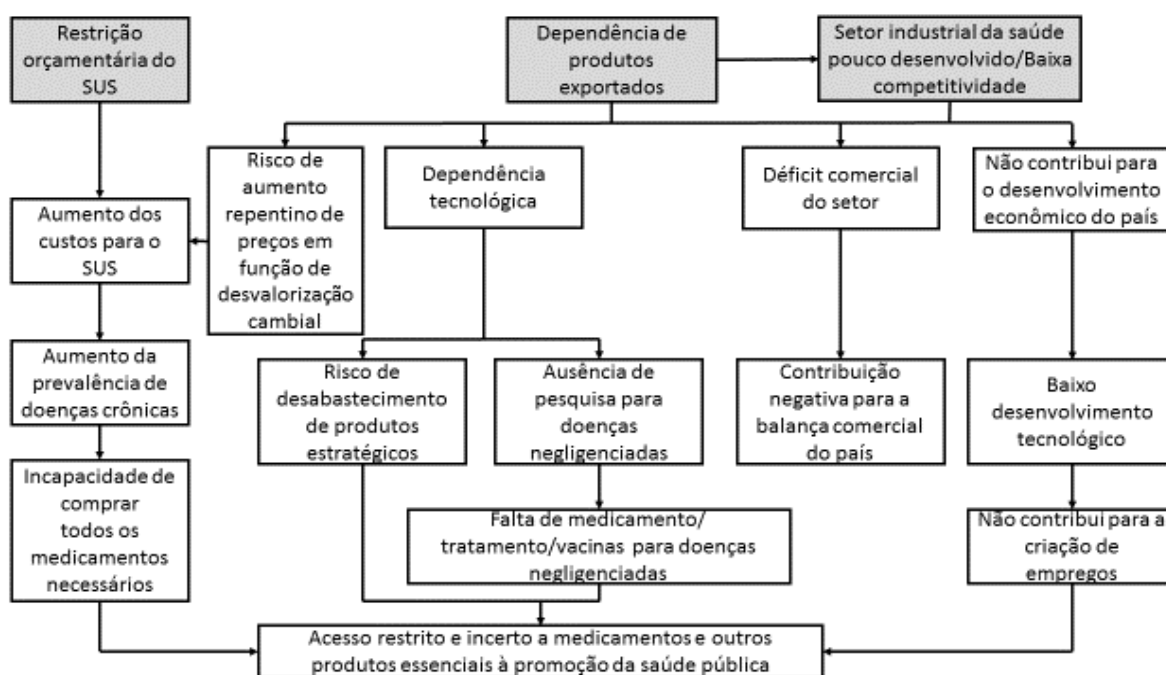 Restrição
orçamentária do
SUS
Dependência de
produtos
exportados
Setor industrial da saúde
pouco desenvolvido/Baixa
competitividade
Risco de
aumento
repentino de
preços em
função de
desvalorização
cambial
Dependência
tecnológica
Déficit comercial
do setor
Não contribui para
o desenvolvimento
econômico do país
Aumento dos
custos para o
SUS
Aumento da
prevalência de
doenças crônicas
Risco de
desabastecimento
de produtos
estratégicos
Ausência de
pesquisa para
doenças
negligenciadas
Contribuição
negativa para a
balança comercial
do país
Baixo
desenvolvimento
tecnológico
Incapacidade de
comprar
todos os
medicamentos
necessários
Falta de medicamento/
tratamento/vacinas para doenças
negligenciadas
Não contribui para a
criação de
empregos
Acesso restrito e incerto a medicamentos e outros
produtos essenciais à promoção da saúde pública